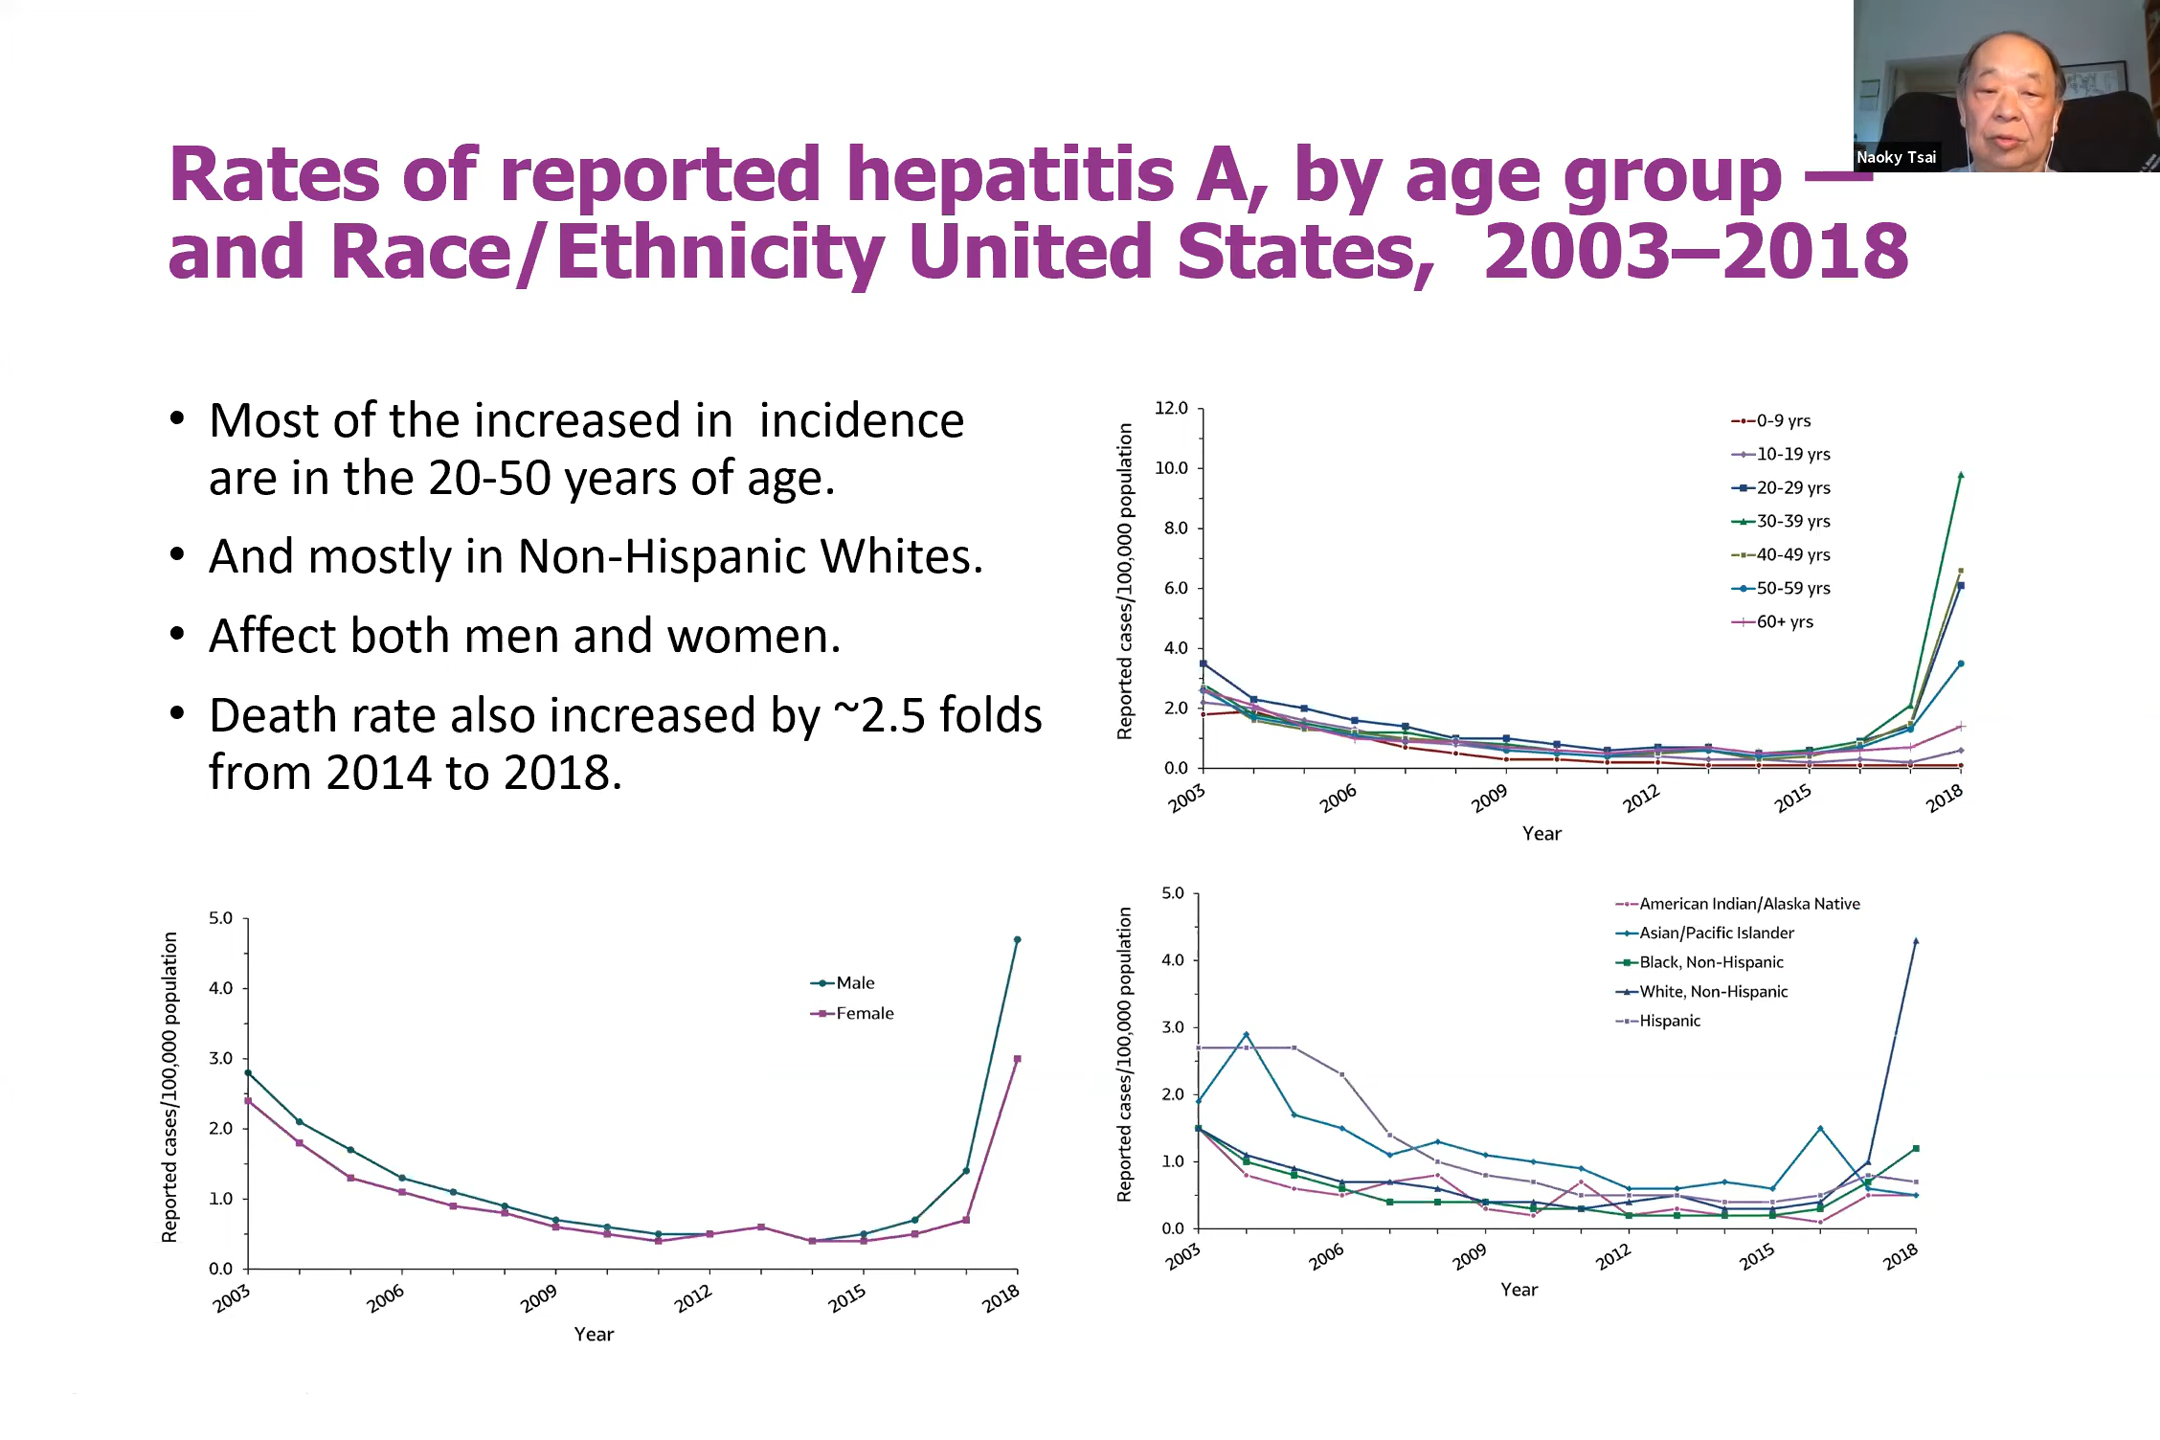 Naoky Tsai
Rates of reported hepatitis A, by age group —
and Race/Ethnicity United States, 2003–2018
• Most of the increased in incidence
are in the 20-50 years of age.
• And mostly in Non-Hispanic Whites.
• Affect both men and women.
• Death rate also increased by ~2.5 folds
from 2014 to 2018.
Reported cases/100,000 population
12.0
10.0
8.0
6.0
4.0
2.0
0.0
0-9 yrs
10-19 yrs
20-29 yrs
30-39 yrs
40-49 yrs
50-59 yrs
60+ yrs
2003 2006 2009 2012 2015 2018
Year
Reported cases/100,000 population
5.0
4.0
3.0
2.0
1.0
0.0
Male
Female
2003 2006 2009 2012 2015 2018
Year
Reported cases/100,000 population
5.0
4.0
3.0
2.0
1.0
0.0
American Indian/Alaska Native
Asian/Pacific Islander
Black, Non-Hispanic
White, Non-Hispanic
Hispanic
2003 2006 2009 2012 2015 2018
Year